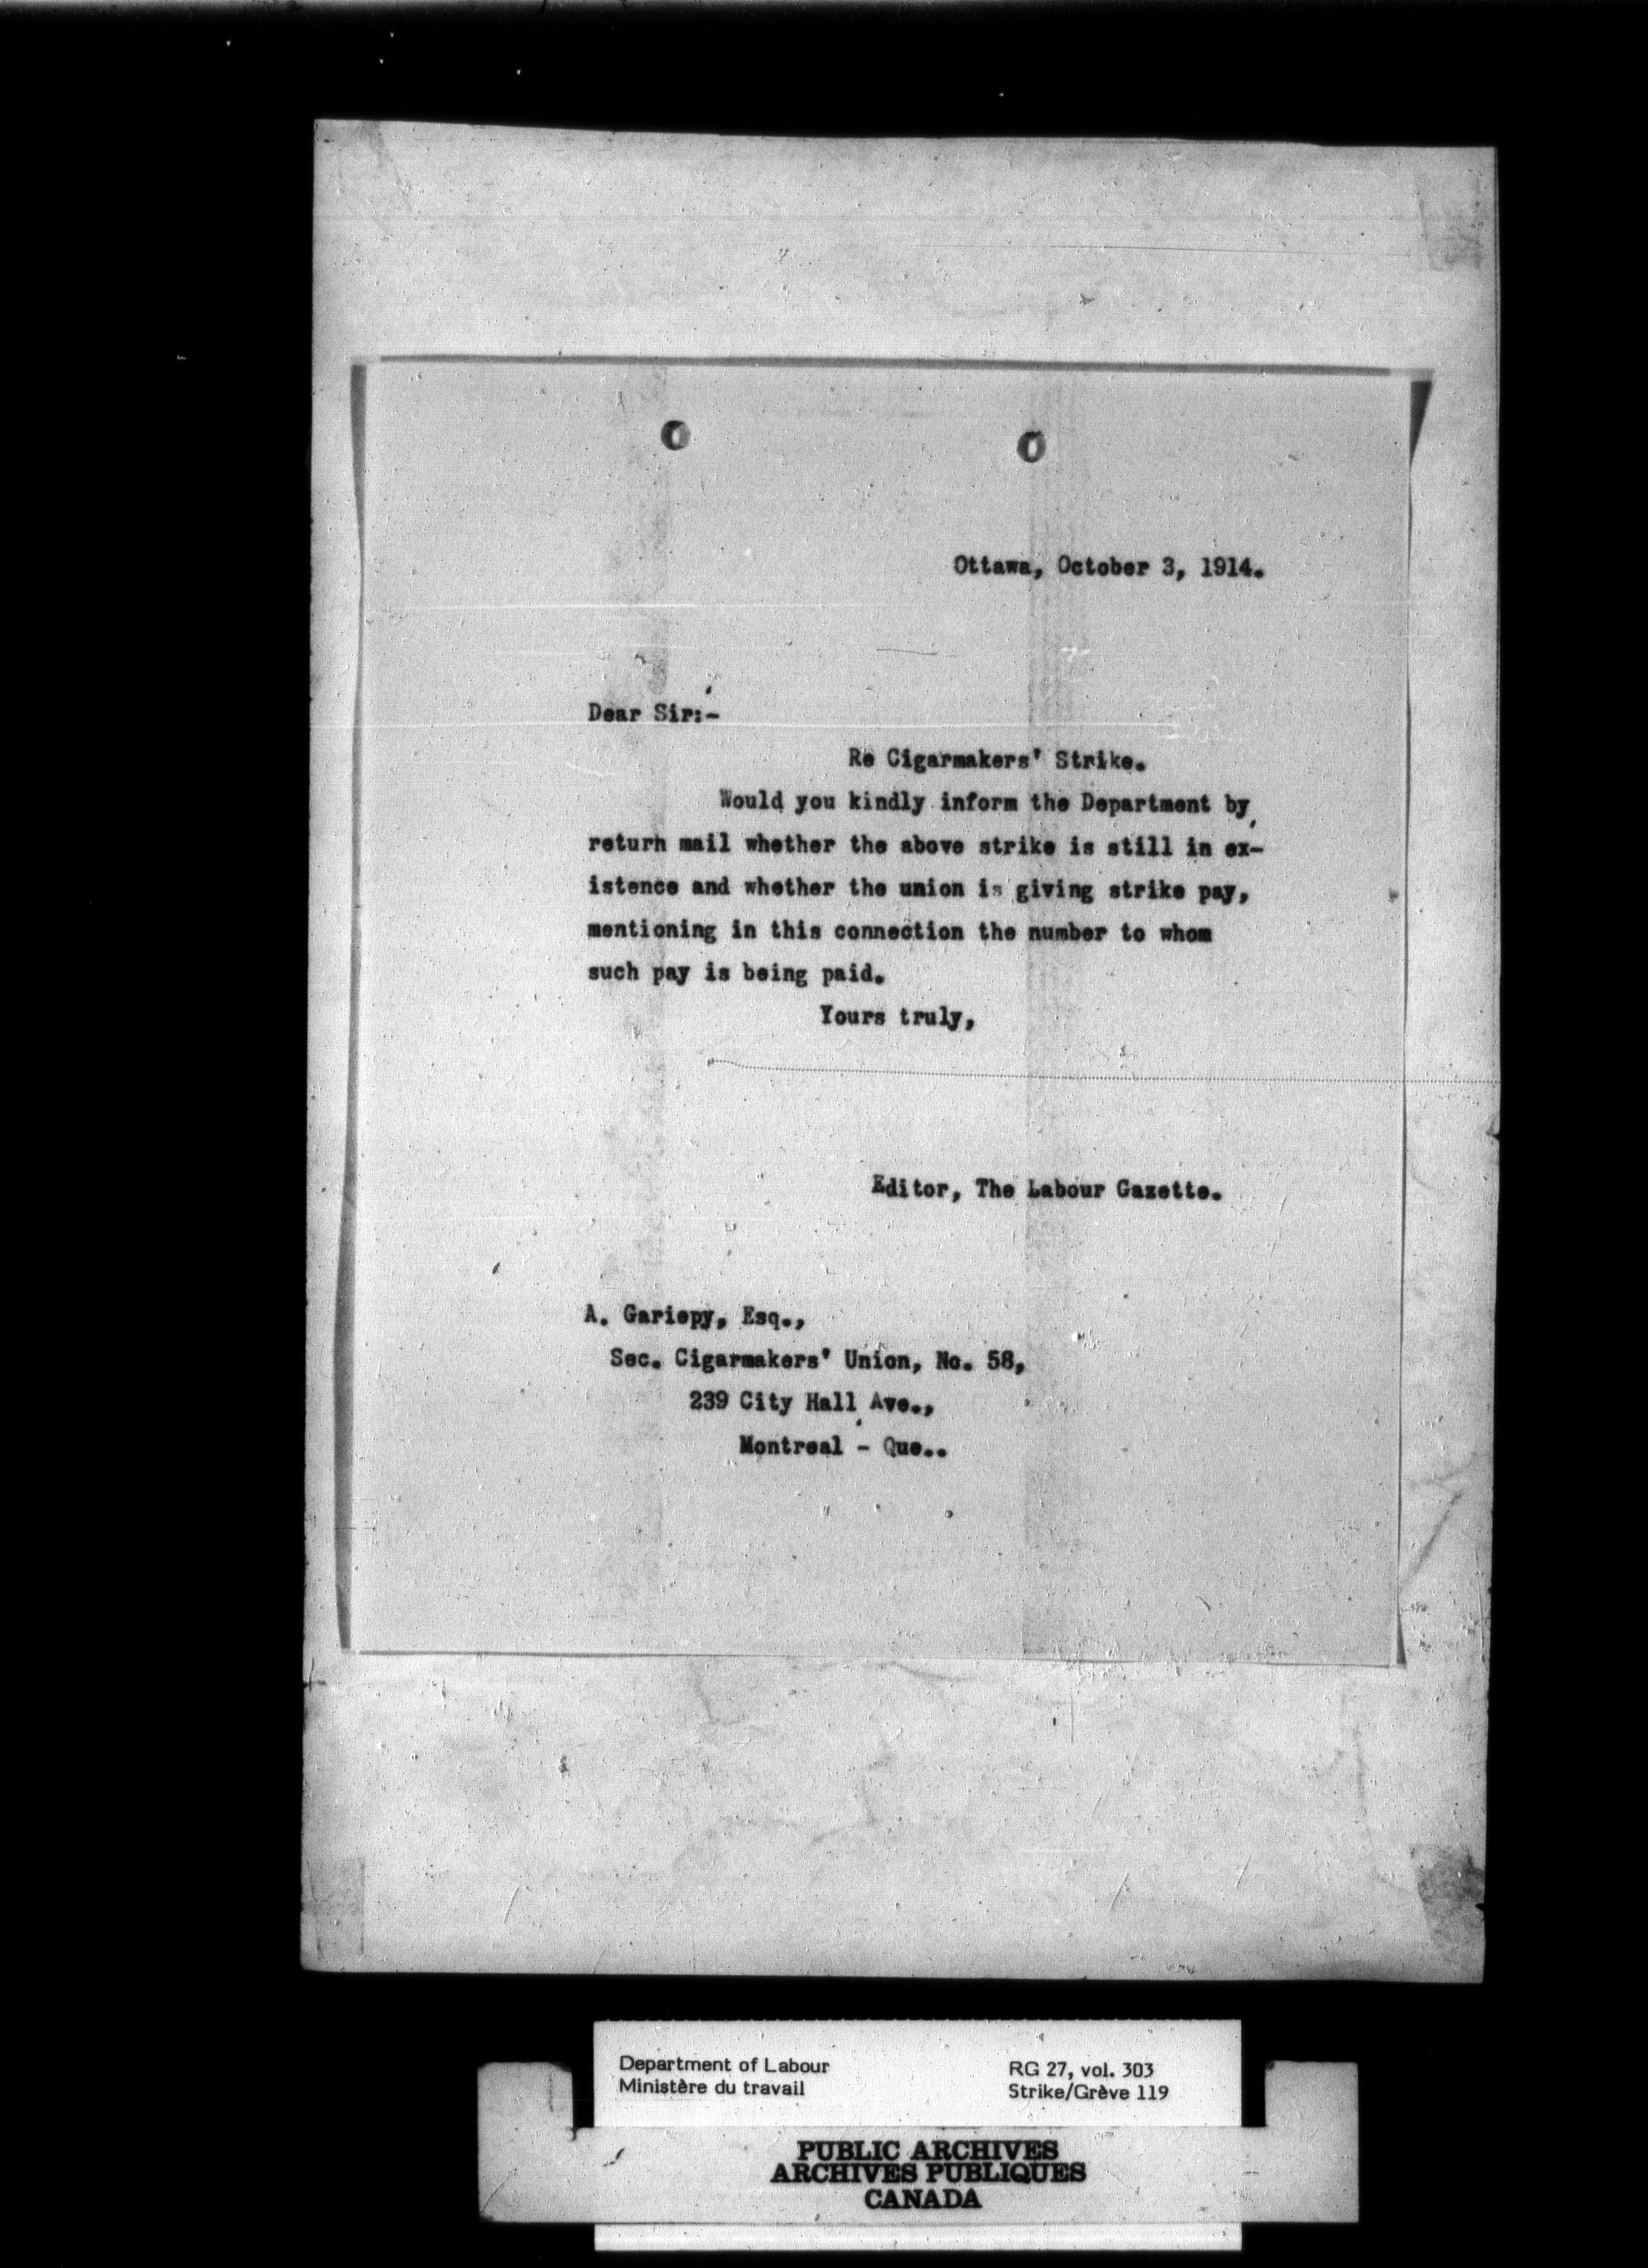 Ottawa, October 3, 1914.
Dear Sir:-
Re Cigarmakers' Strike.
Would you kindly inform the Department by
return mail whether the above strike is still in ex-
istence and whether the union is giving strike pay,
mentioning in this connection the number to whom
such pay is being paid.
Yours truly,
Editor, The Labour Gazette.
A. Gariepy, Esq.,
Sec. Cigarmakers' Union, No. 58,
239 City Hall Ave.,
Montreal - Que..
Department of Labour
Ministère du travail
RG 27, vol. 303
Strike/Grève 119
PUBLIC ARCHIVES
ARCHIVES PUBLIQUES
CANADA